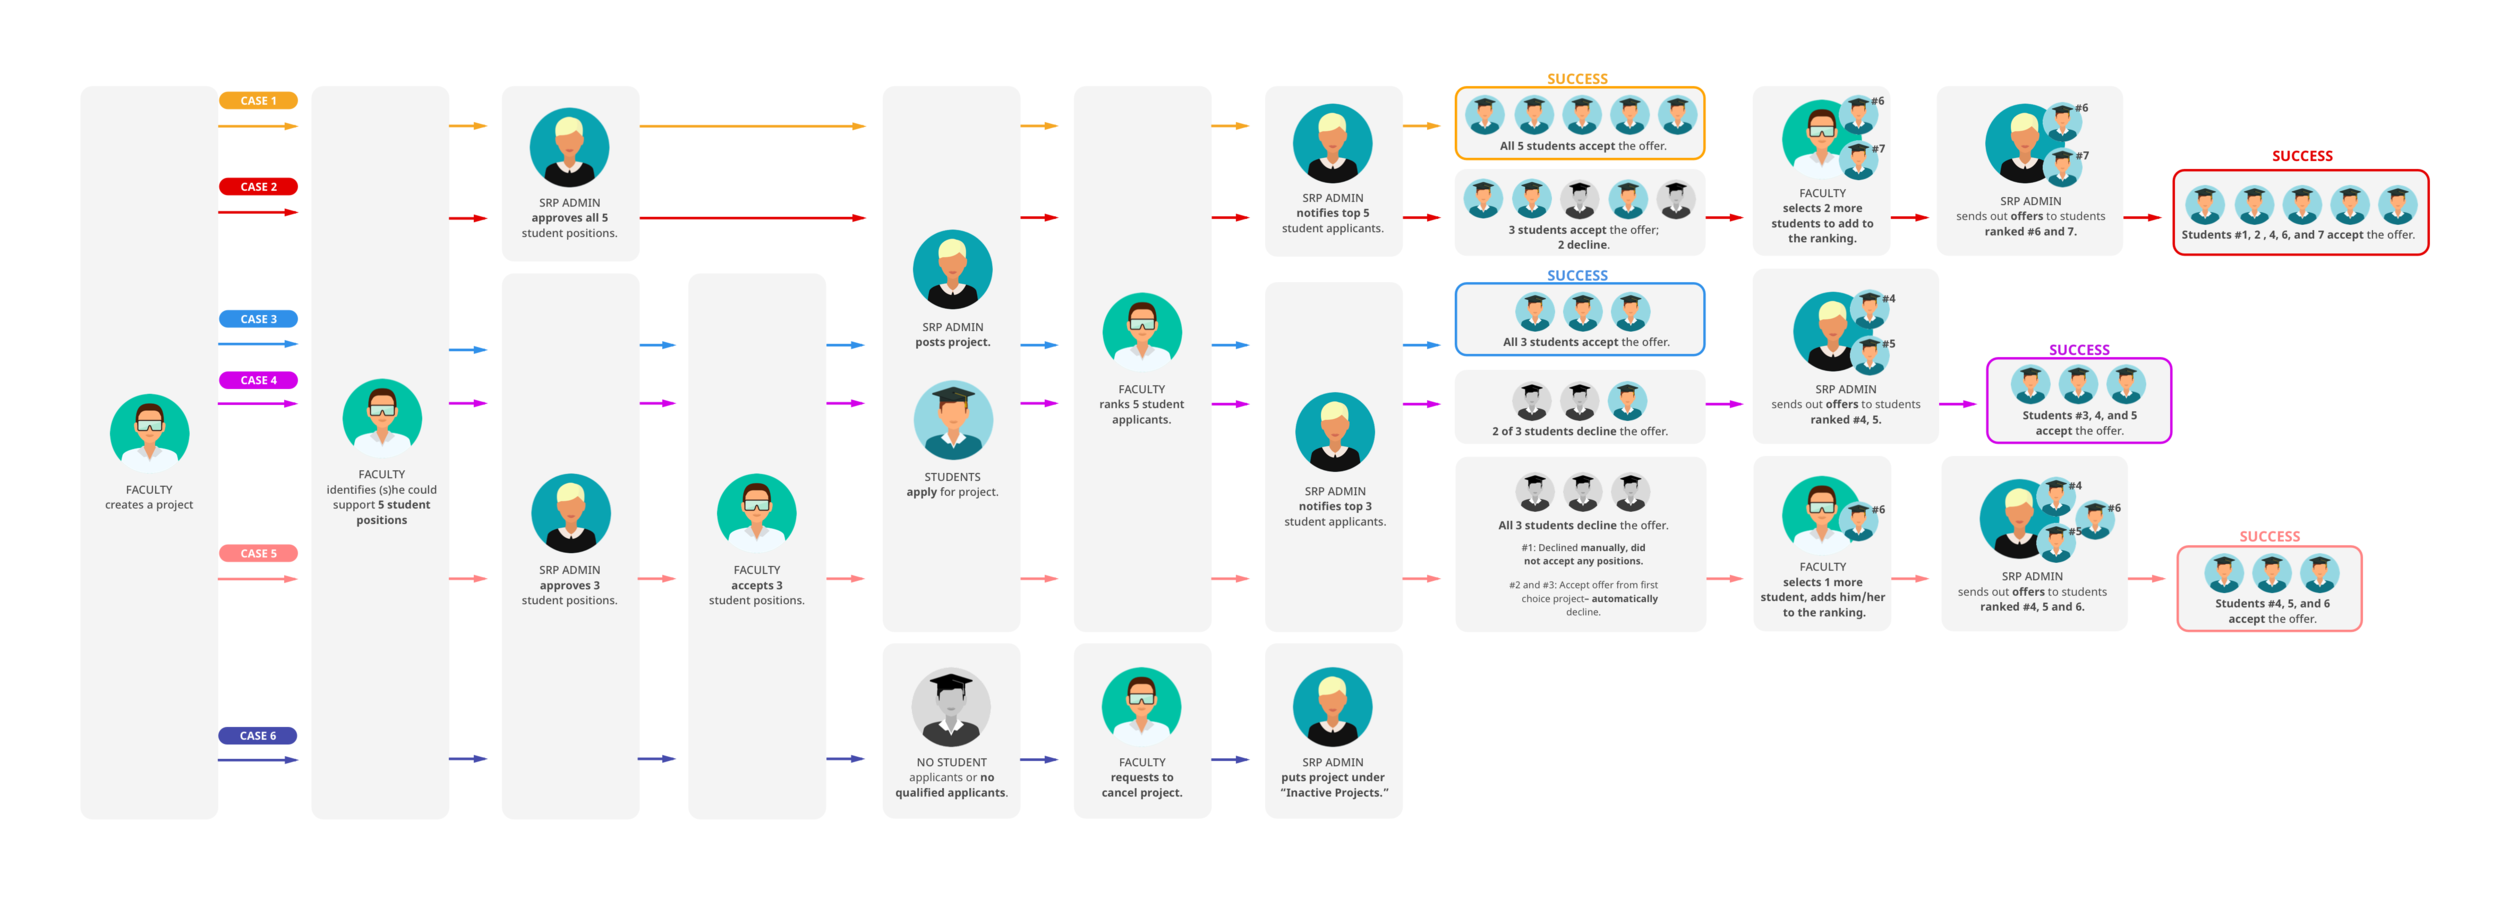 FACULTY
creates a project
CASE 1
CASE 2
CASE 3
CASE 4
CASE 5
CASE 6
FACULTY
identifies (s)he could
support 5 student
positions
SRP ADMIN
approves all 5
student positions.
SRP ADMIN
approves 3
student positions.
FACULTY
accepts 3
student positions.
SRP ADMIN
posts project.
STUDENTS
apply for project.
NO STUDENT
applicants or no
qualified applicants.
FACULTY
ranks 5 student
applicants.
FACULTY
requests to
cancel project.
SRP ADMIN
notifies top 5
student applicants.
SRP ADMIN
notifies top 3
student applicants.
SRP ADMIN
puts project under
“Inactive Projects.”
SUCCESS
All 5 students accept the offer.
3 students accept the offer;
2 decline.
SUCCESS
All 3 students accept the offer.
2 of 3 students decline the offer.
All 3 students decline the offer.
#1: Declined manually, did
not accept any positions.
#2 and #3: Accept offer from first
choice project– automatically
decline.
#6
#7
FACULTY
selects 2 more
students to add to
the ranking.
#6
#7
SRP ADMIN
sends out offers to students
ranked #6 and 7.
SUCCESS
Students #1, 2 , 4, 6, and 7 accept the offer.
#4
#5
SRP ADMIN
sends out offers to students
ranked #4, 5.
SUCCESS
Students #3, 4, and 5
accept the offer.
#6
FACULTY
selects 1 more
student, adds him/her
to the ranking.
#4
#6
#5
SRP ADMIN
sends out offers to students
ranked #4, 5 and 6.
SUCCESS
Students #4, 5, and 6
accept the offer.